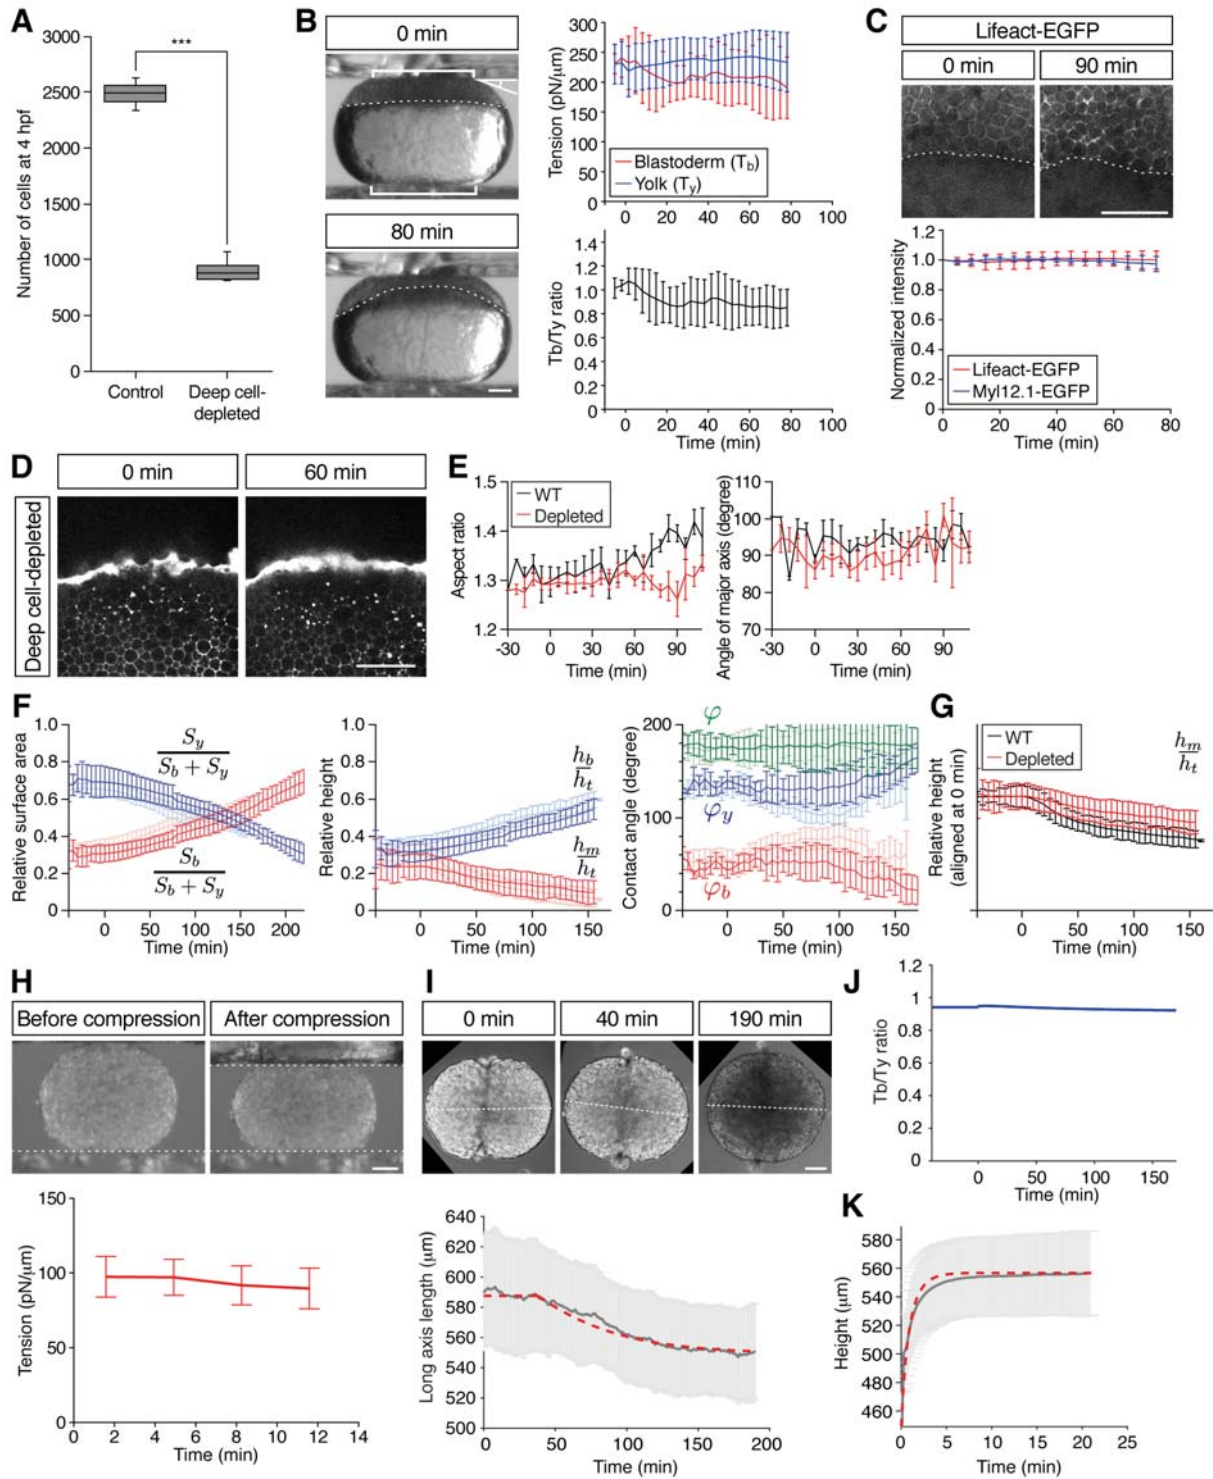 A
3000
2500
2000
1500
1000
500
0
Number of cells at 4 hpf
***
Control
Deep cell-
depleted
B
0 min
80 min
300
250
200
150
100
50
0
Tension (pN/μm)
Blastoderm (Tb)
Yolk (Ty)
0 20 40 60 80 100
1.4
1.2
1.0
0.8
0.6
0.4
0.2
0
Tb/Ty ratio
0 20 40 60 80 100
Time (min)
C
Lifeact-EGFP
0 min
90 min
1.2
1.0
0.8
0.6
0.4
0.2
0
Normalized intensity
Lifeact-EGFP
Myl12.1-EGFP
0 20 40 60 80
Time (min)
D
0 min
60 min
Deep cell-depleted
E
1.5
1.4
1.3
1.2
Aspect ratio
WT
Depleted
-30 0 30 60 90
Time (min)
110
100
90
80
70
Angle of major axis (degree)
-30 0 30 60 90
Time (min)
F
1.0
0.8
0.6
0.4
0.2
0
Relative surface area
Sy
Sb + Sy
Sb
Sb + Sy
0 50 100 150 200
Time (min)
1.0
0.8
0.6
0.4
0.2
0
Relative height
hb
ht
hm
ht
0 50 100 150
Time (min)
200
100
0
Contact angle (degree)
φ
φy
φb
0 50 100 150
Time (min)
G
WT
Depleted
hm
ht
Relative height
(aligned at 0 min)
0 50 100 150
Time (min)
H
Before compression
After compression
150
100
50
0
Tension (pN/μm)
0 2 4 6 8 10 12 14
Time (min)
I
0 min
40 min
190 min
640
620
600
580
560
540
520
500
Long axis length (μm)
0 50 100 150 200
Time (min)
J
1.2
1
0.8
0.6
0.4
0.2
0
Tb/Ty ratio
0 50 100 150
Time (min)
K
580
560
540
520
500
480
460
Height (μm)
0 5 10 15 20 25
Time (min)